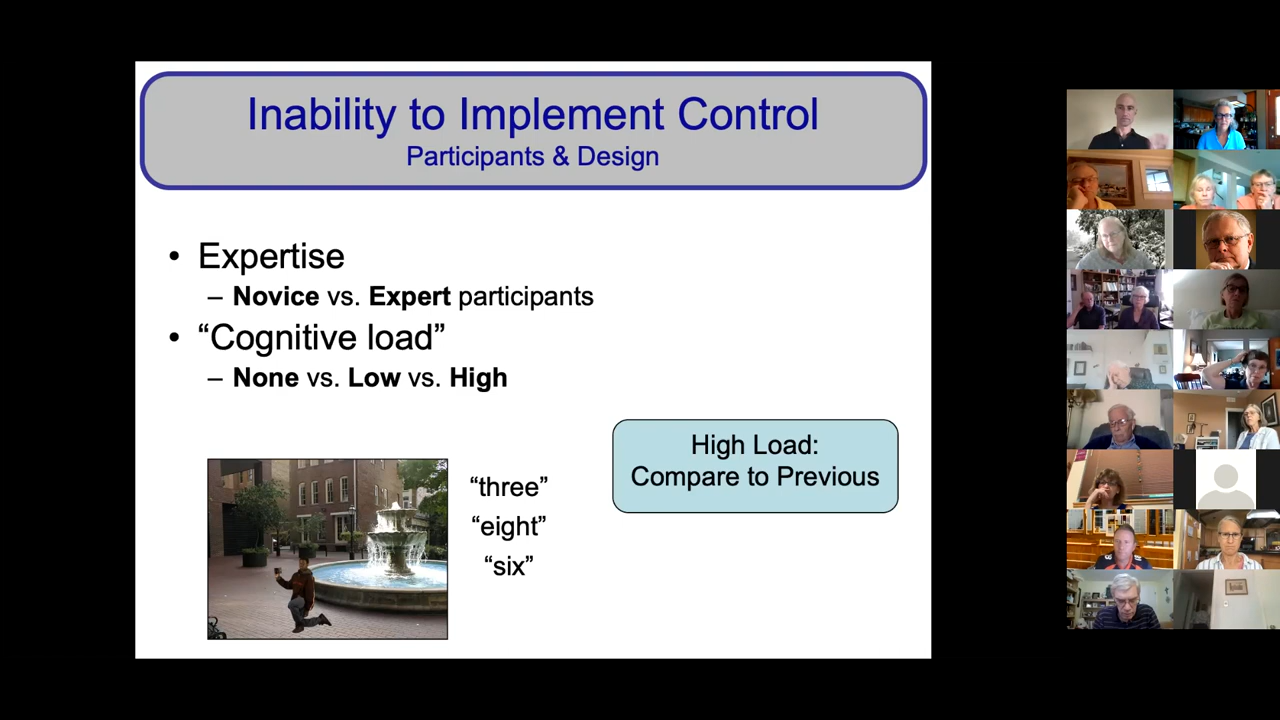 Inability to Implement Control
Participants & Design
• Expertise
– Novice vs. Expert participants
• “Cognitive load”
– None vs. Low vs. High
High Load:
Compare to Previous
“three”
“eight”
“six”